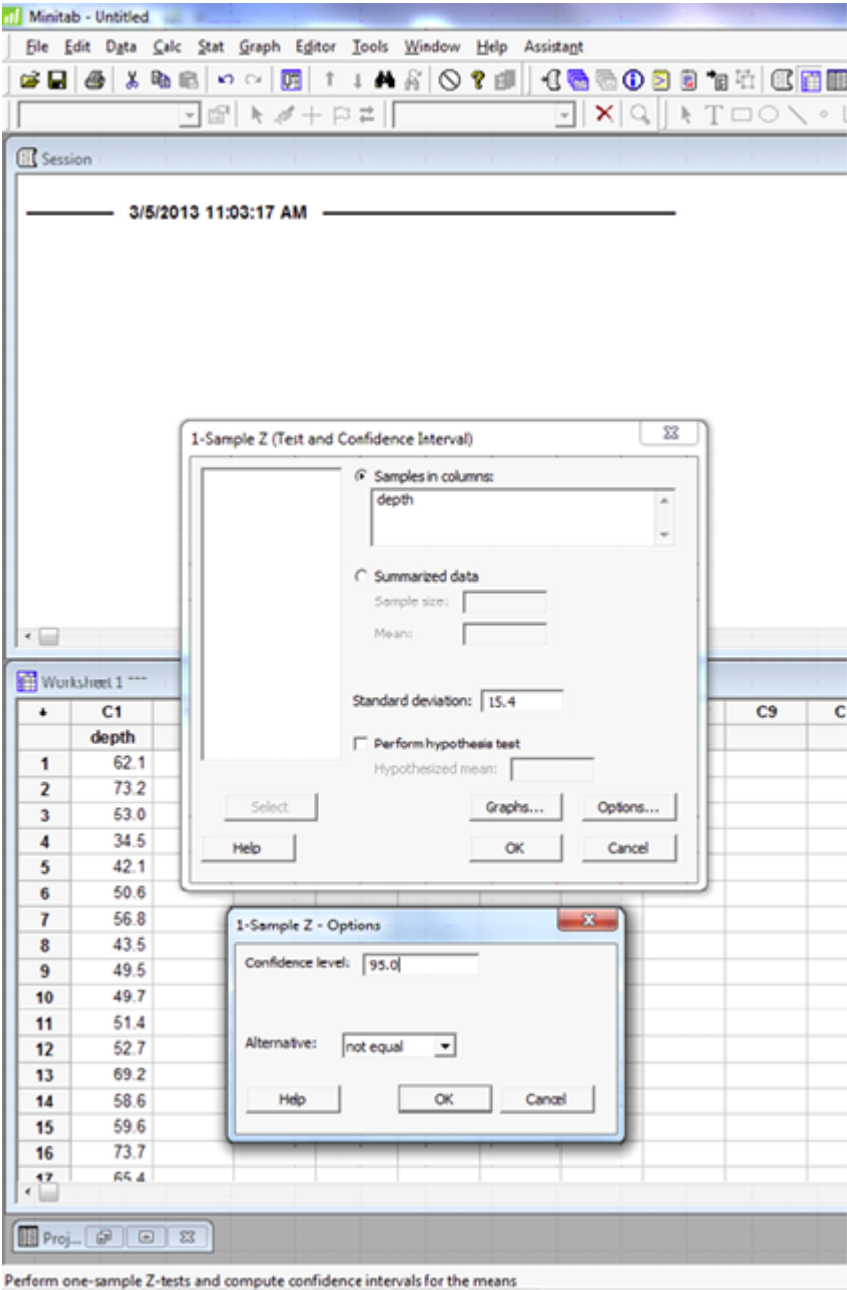 Minitab - Untitled
File Edit Data Calc Stat Graph Editor Tools Window Help Assistant
Session
3/5/2013 11:03:17 AM
1-Sample Z (Test and Confidence Interval)
Samples in columns:
depth
Summarized data
Sample size:
Mean:
Standard deviation: 15.4
Perform hypothesis test
Hypothesized mean:
Select Graphs... Options...
Help OK Cancel
Worksheet 1 ***
C1 C9 C
depth
1 62.1
2 73.2
3 53.0
4 34.5
5 42.1
6 50.6
7 56.8
8 43.5
9 49.5
10 49.7
11 51.4
12 52.7
13 69.2
14 58.6
15 59.6
16 73.7
17 65.4
1-Sample Z - Options
Confidence level: 95.0
Alternative: not equal
Help OK Cancel
Proj...
Perform one-sample Z-tests and compute confidence intervals for the means